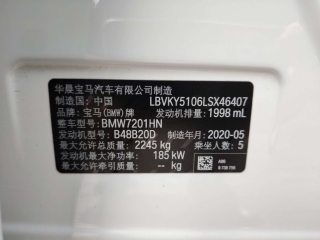 华晨宝马汽车有限公司制造
制造国：中国 LBVKY5106LSX46407
品牌：宝马(BMW)牌 发动机排量：1998 mL
整车型号：BMW7201HN
发动机型号：B48B20D 制造年月：2020-05
最大允许总质量：2245 kg 乘坐人数：5
发动机最大净功率：185 kW
最大允许牵引质量：-- kg